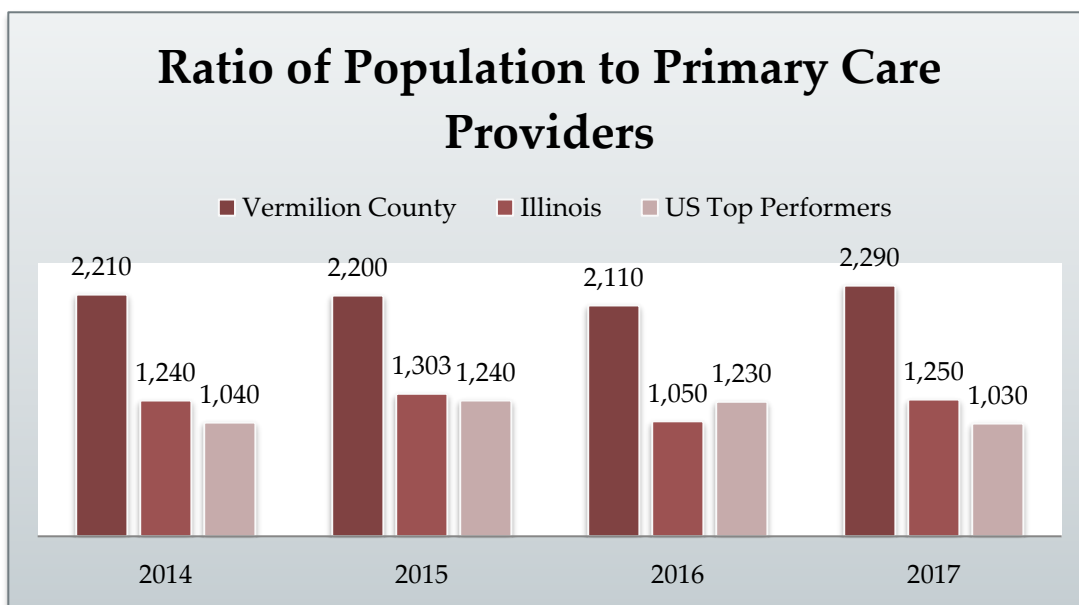 Ratio of Population to Primary Care
Providers
Vermilion County Illinois US Top Performers
2,210 1,240 1,040
2,200 1,303 1,240
2,110 1,050 1,230
2,290 1,250 1,030
2014 2015 2016 2017